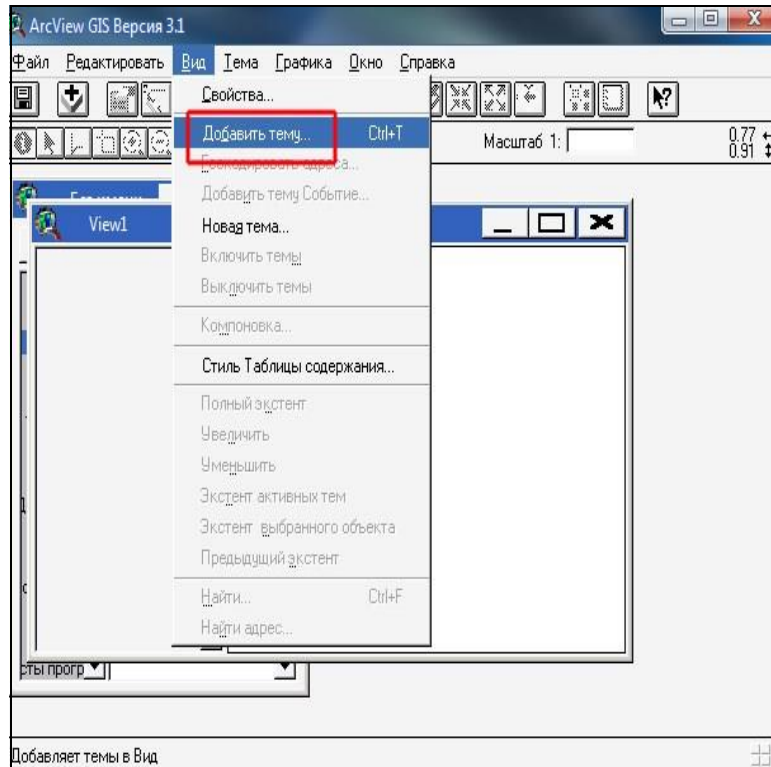 ArcView GIS Версия 3.1
Файл Редактировать Вид Тема Графика Окно Справка
Свойства...
Добавить тему... Ctrl+T
Масштаб 1:
0.77
0.91
Геокодировать адреса...
Добавить тему Событие...
View1
Новая тема...
Включить темы
Выключить темы
Компоновка...
Стиль Таблицы содержания...
Полный экстент
Увеличить
Уменьшить
Экстент активных тем
Экстент выбранного объекта
Предыдущий экстент
Найти... Ctrl+F
Найти адрес...
Добавляет темы в Вид